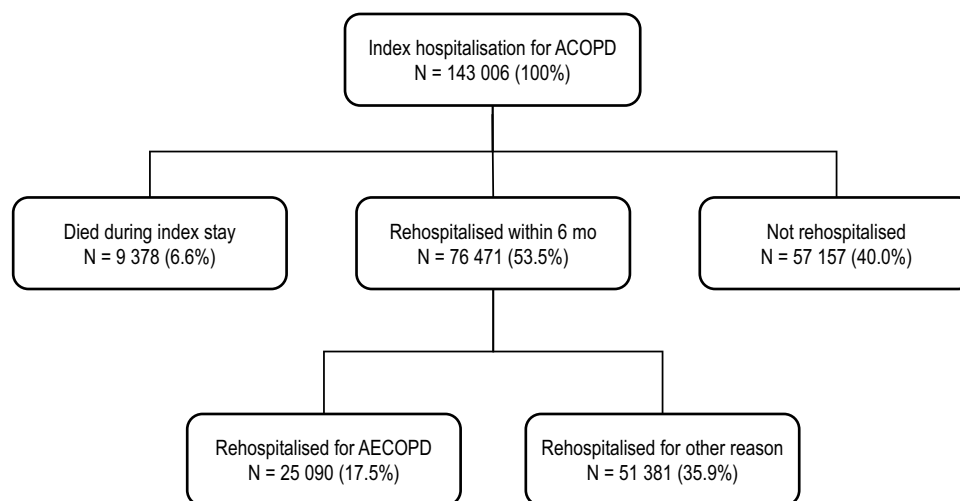 Index hospitalisation for ACOPD
N = 143 006 (100%)
Died during index stay
N = 9 378 (6.6%)
Rehospitalised within 6 mo
N = 76 471 (53.5%)
Not rehospitalised
N = 57 157 (40.0%)
Rehospitalised for AECOPD
N = 25 090 (17.5%)
Rehospitalised for other reason
N = 51 381 (35.9%)